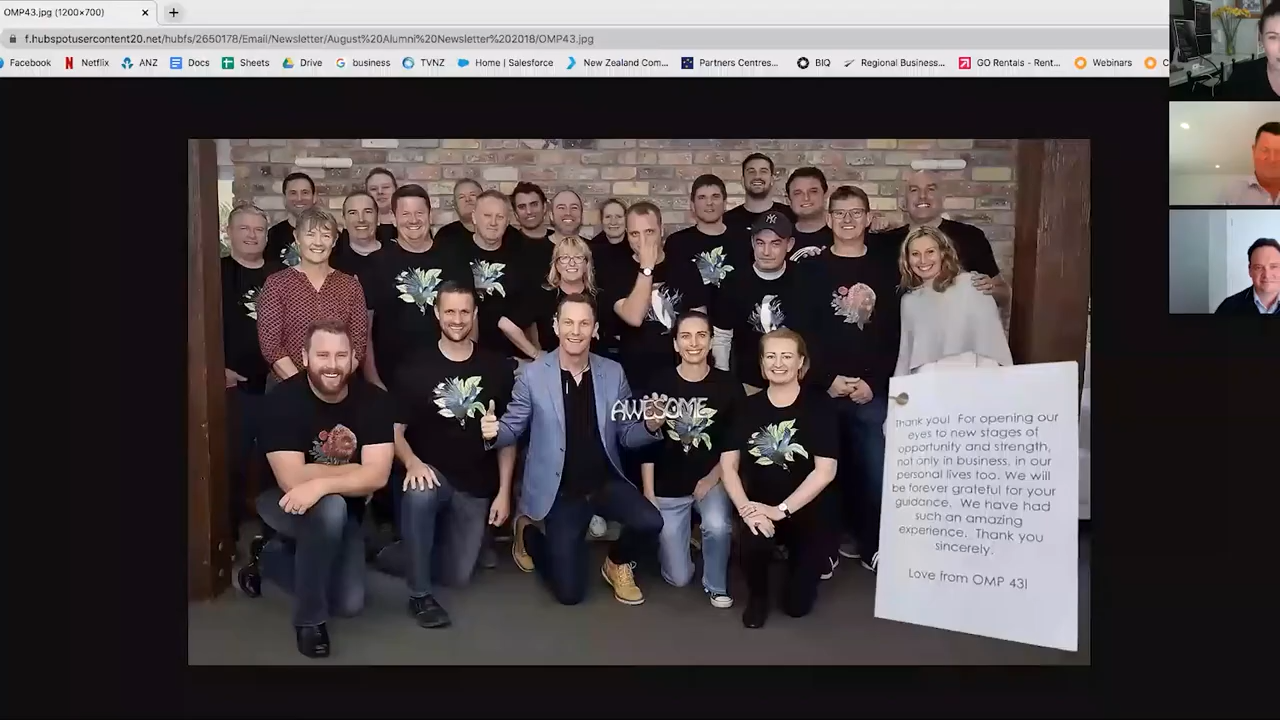 OMP43.jpg (1200×700)
f.hubspotusercontent20.net/hubfs/2650178/Email/Newsletter/August%20Alumni%20Newsletter%202018/OMP43.jpg
Facebook
Netflix
ANZ
Docs
Sheets
Drive
business
TVNZ
Home | Salesforce
New Zealand Com...
Partners Centres...
BIQ
Regional Business...
GO Rentals - Rent...
Webinars
C
AWESOME
Thank you! For opening our
eyes to new stages of
opportunity and strength,
not only in business, in our
personal lives too. We will
be forever grateful for your
guidance. We have had
such an amazing
experience. Thank you
sincerely.
Love from OMP 43!